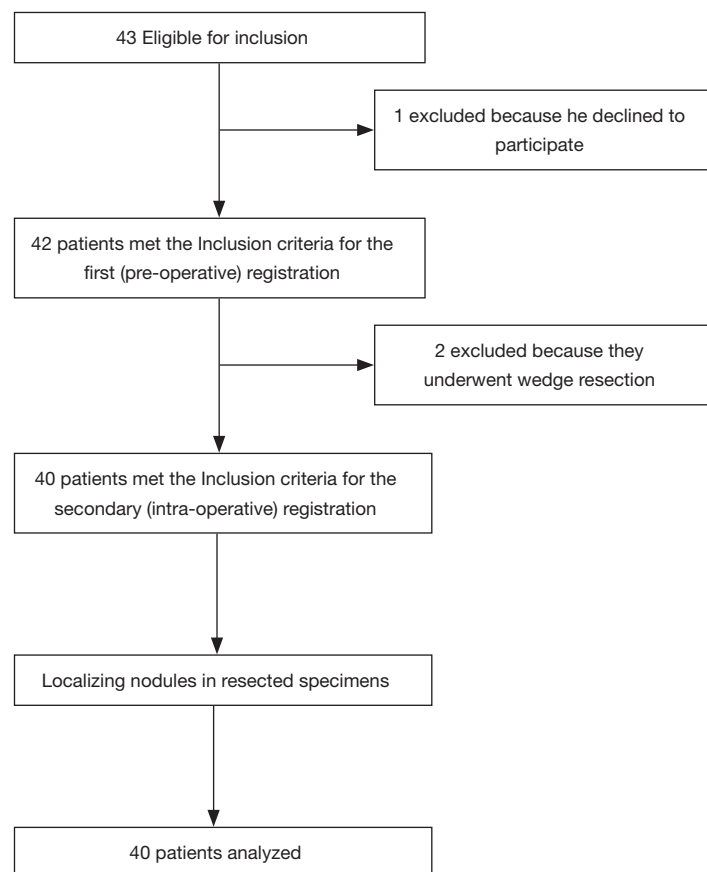 43 Eligible for inclusion
1 excluded because he declined to
participate
42 patients met the Inclusion criteria for the
first (pre-operative) registration
2 excluded because they
underwent wedge resection
40 patients met the Inclusion criteria for the
secondary (intra-operative) registration
Localizing nodules in resected specimens
40 patients analyzed